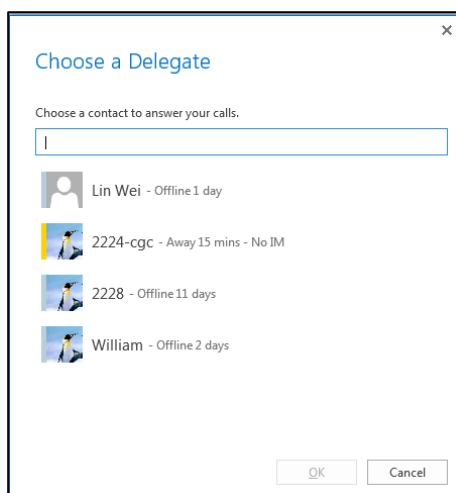 Choose a Delegate
Choose a contact to answer your calls.
Lin Wei - Offline 1 day
2224-cgc - Away 15 mins - No IM
2228 - Offline 11 days
William - Offline 2 days
OK Cancel